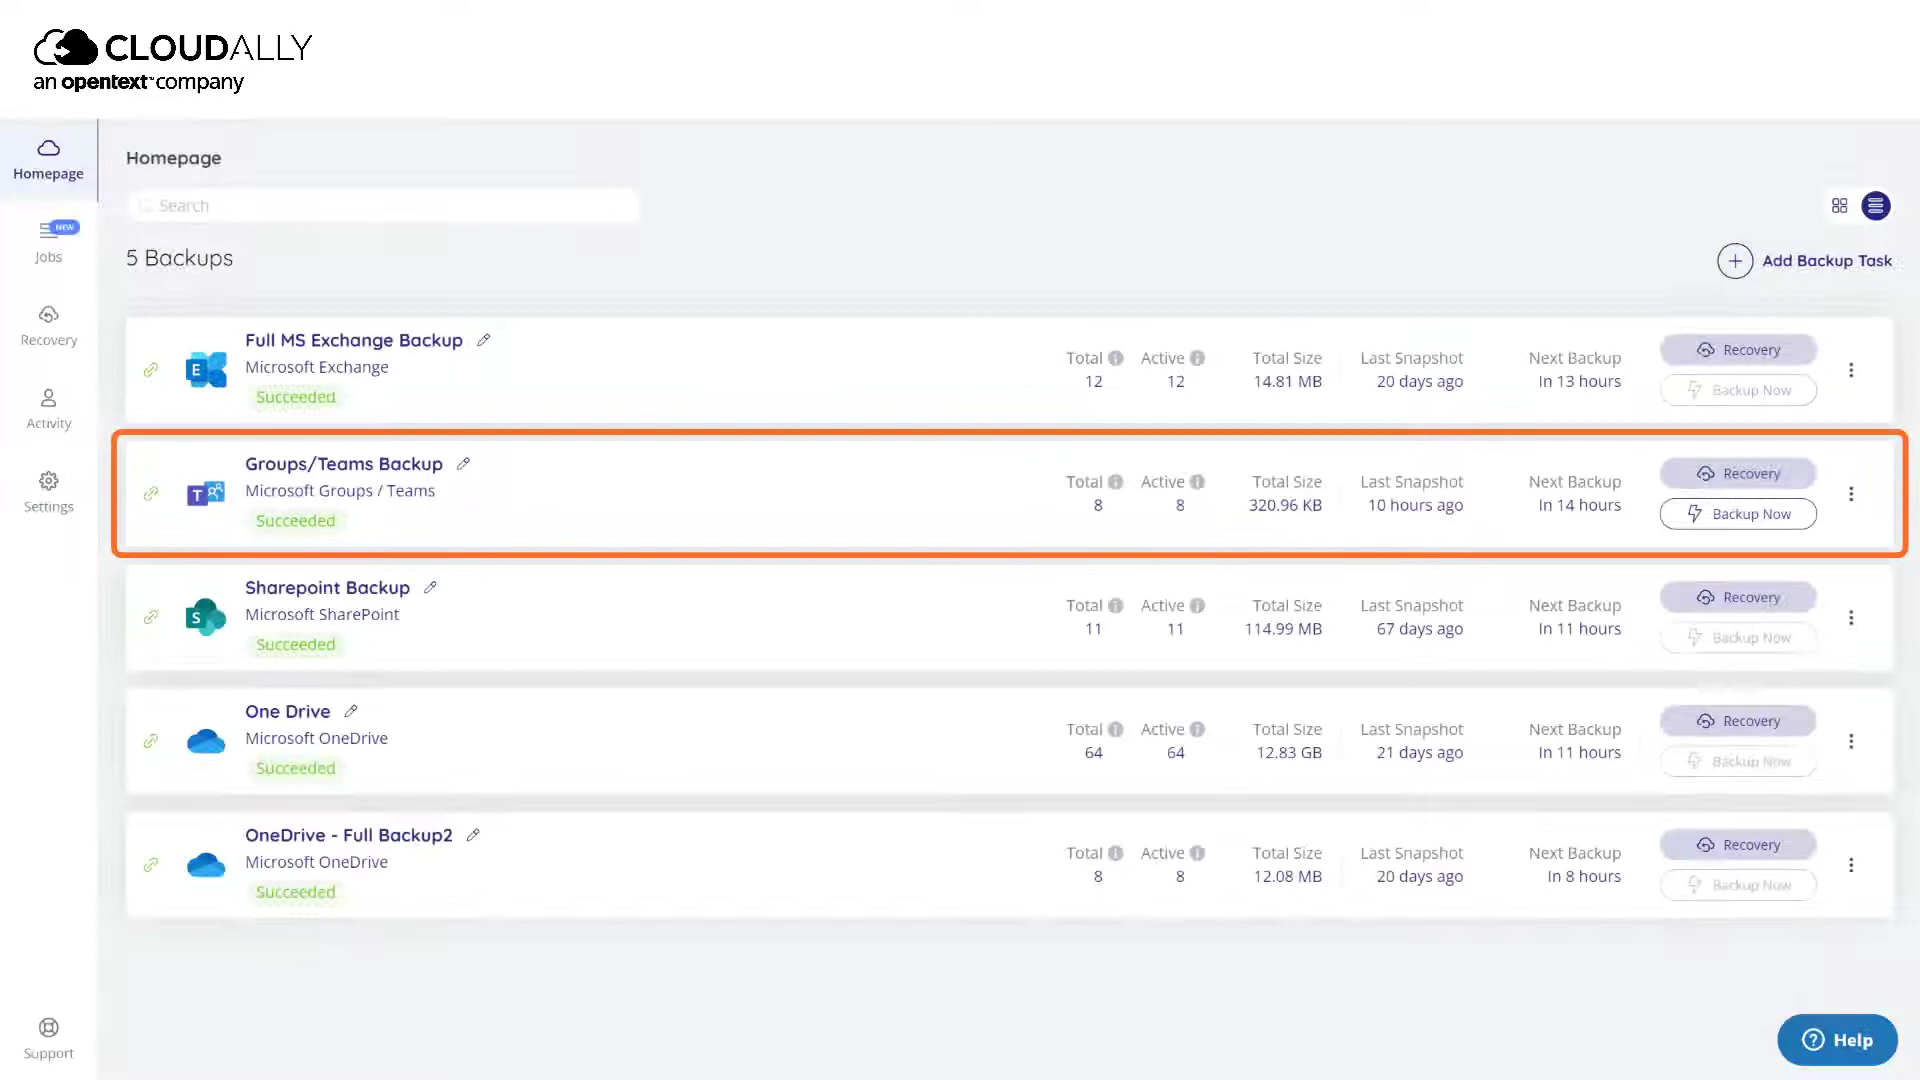 CLOUDALLY
an opentext™ company
Homepage
Homepage
Search
NEW
Jobs
5 Backups
Add Backup Task
Recovery
Activity
Settings
Support
Full MS Exchange Backup
Microsoft Exchange
Succeeded
Total Active Total Size Last Snapshot Next Backup
12 12 14.81 MB 20 days ago In 13 hours
Recovery
Backup Now
Groups/Teams Backup
Microsoft Groups / Teams
Succeeded
Total Active Total Size Last Snapshot Next Backup
8 8 320.96 KB 10 hours ago In 14 hours
Recovery
Backup Now
Sharepoint Backup
Microsoft SharePoint
Succeeded
Total Active Total Size Last Snapshot Next Backup
11 11 114.99 MB 67 days ago In 11 hours
Recovery
Backup Now
One Drive
Microsoft OneDrive
Succeeded
Total Active Total Size Last Snapshot Next Backup
64 64 12.83 GB 21 days ago In 11 hours
Recovery
Backup Now
OneDrive - Full Backup2
Microsoft OneDrive
Succeeded
Total Active Total Size Last Snapshot Next Backup
8 8 12.08 MB 20 days ago In 8 hours
Recovery
Backup Now
Help